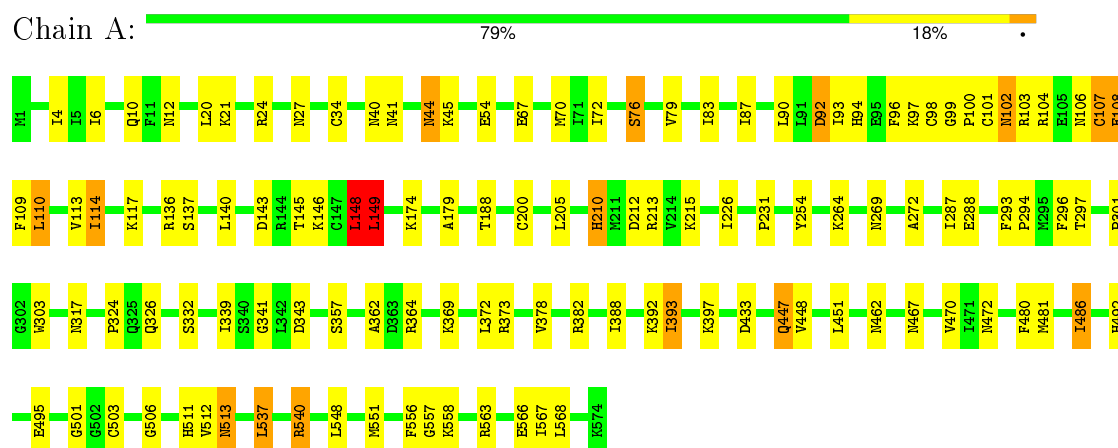 Chain A:
79% 18% •
M1 I4 I5 I6 Q10 F11 N12 L20 K21 R24 N27 C34 N40 N41 N44 K45 E54 E67 M70 I71 I72 S76 V79 I83 I87 L90 L91 D92 I93 H94 E95 F96 K97 C98 G99 P100 C101 N102 R103 R104 E105 N106 C107
F109 L110 V113 I114 K117 R136 S137 L140 D143 R144 T145 K146 C147 L148 L149 K174 A179 T188 C200 L205 H210 M211 D212 R213 V214 K215 I226 P231 Y254 K264 N269 A272 I287 E288 F293 P294 M295 F296 T297
G302 W303 N317 P324 Q325 Q326 S332 I339 S340 G341 L342 D343 S357 A362 D363 R364 K369 L372 R373 V378 R382 I388 K392 I393 K397 D433 Q447 V448 L451 N462 N467 V470 I471 N472 F480 M481 I486 H492
E495 G501 G502 C503 G506 H511 V512 N513 L537 R540 L548 M551 F556 G557 K558 R563 E566 I567 L568 K574